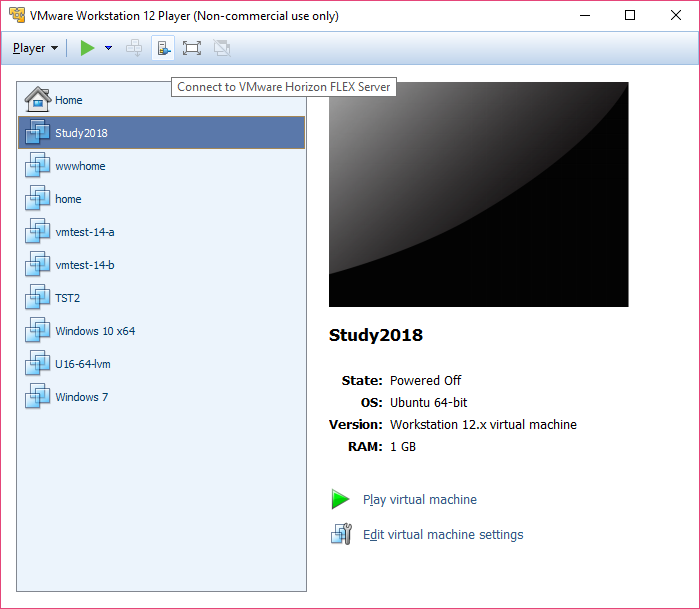 VMware Workstation 12 Player (Non-commercial use only)
Player
Connect to VMware Horizon FLEX Server
Home
Study2018
wwwhome
home
vmtest-14-a
vmtest-14-b
TST2
Windows 10 x64
U16-64-lvm
Windows 7
Study2018
State: Powered Off
OS: Ubuntu 64-bit
Version: Workstation 12.x virtual machine
RAM: 1 GB
Play virtual machine
Edit virtual machine settings